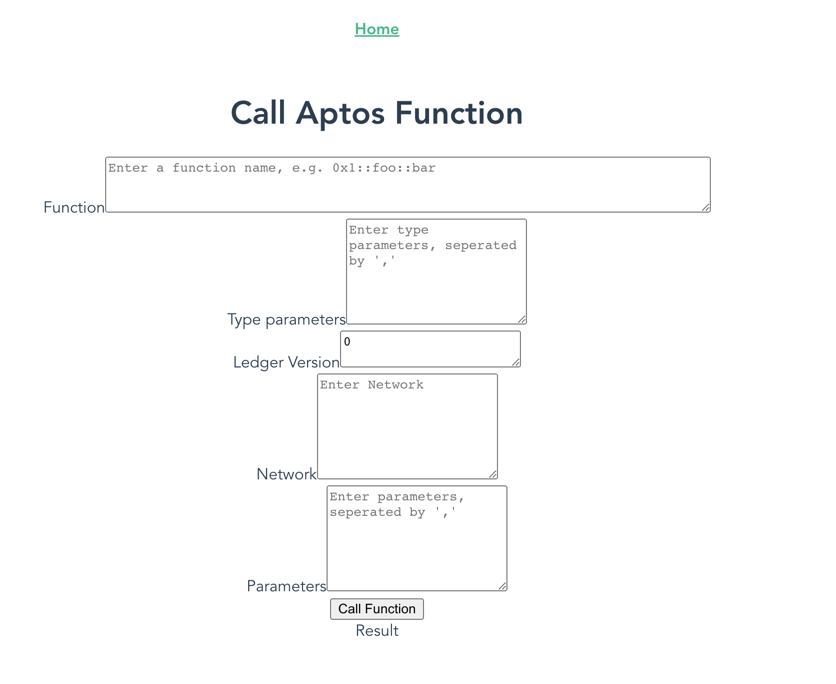 Home
Call Aptos Function
Enter a function name, e.g. 0x1::foo::bar
Function
Enter type
parameters, seperated
by ','
Type parameters
0
Ledger Version
Enter Network
Network
Enter parameters,
seperated by ','
Parameters
Call Function
Result